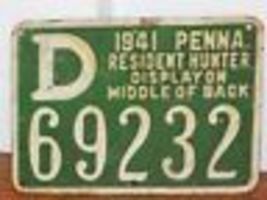 D
1941 PENNA.
RESIDENT HUNTER
DISPLAY ON
MIDDLE OF BACK
69232